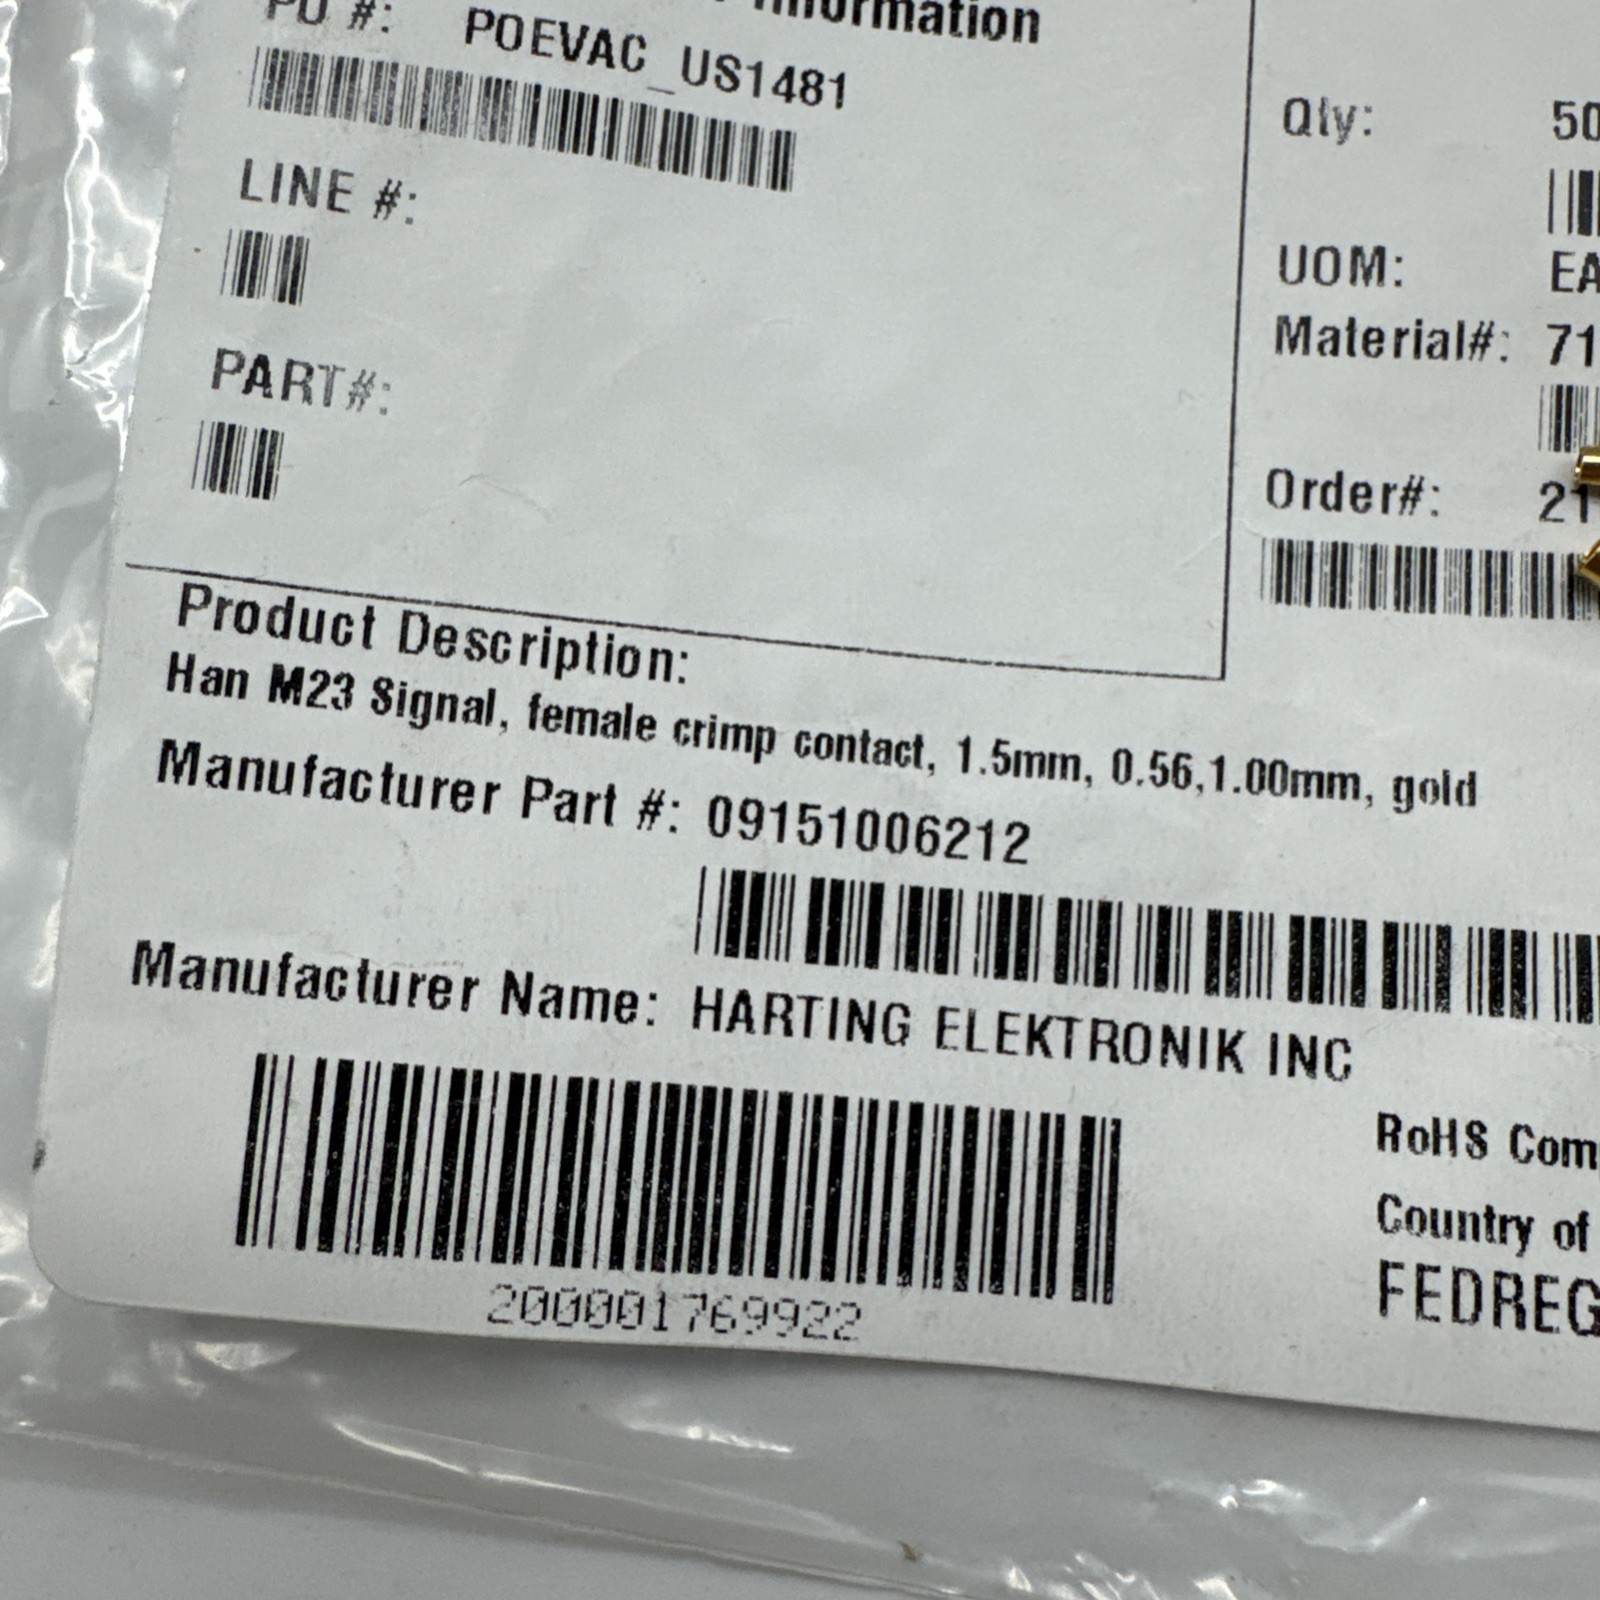 Information
PO #: POEVAC_US1481
LINE #:
PART#:
Qty: 50
UOM: EA
Material#: 71
Order#: 21
Product Description:
Han M23 Signal, female crimp contact, 1.5mm, 0.56,1.00mm, gold
Manufacturer Part #: 09151006212
Manufacturer Name: HARTING ELEKTRONIK INC
200001769922
RoHS Com
Country of
FEDREG